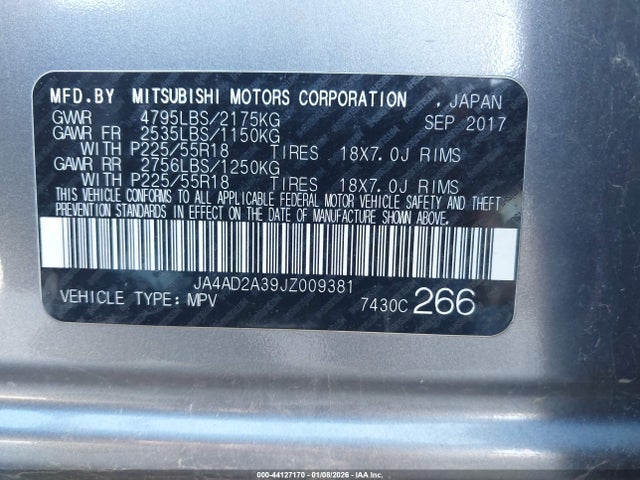 MFD.BY MITSUBISHI MOTORS CORPORATION , JAPAN
GVWR 4795LBS/2175KG SEP 2017
GAWR FR 2535LBS/1150KG
WITH P225/55R18 TIRES 18X7.0J RIMS
GAWR RR 2756LBS/1250KG
WITH P225/55R18 TIRES 18X7.0J RIMS
THIS VEHICLE CONFORMS TO ALL APPLICABLE FEDERAL MOTOR VEHICLE SAFETY AND THEFT
PREVENTION STANDARDS IN EFFECT ON THE DATE OF MANUFACTURE SHOWN ABOVE.
JA4AD2A39JZ009381
VEHICLE TYPE: MPV 7430C 266
000-44127170 | 01/08/2026 - IAA Inc.